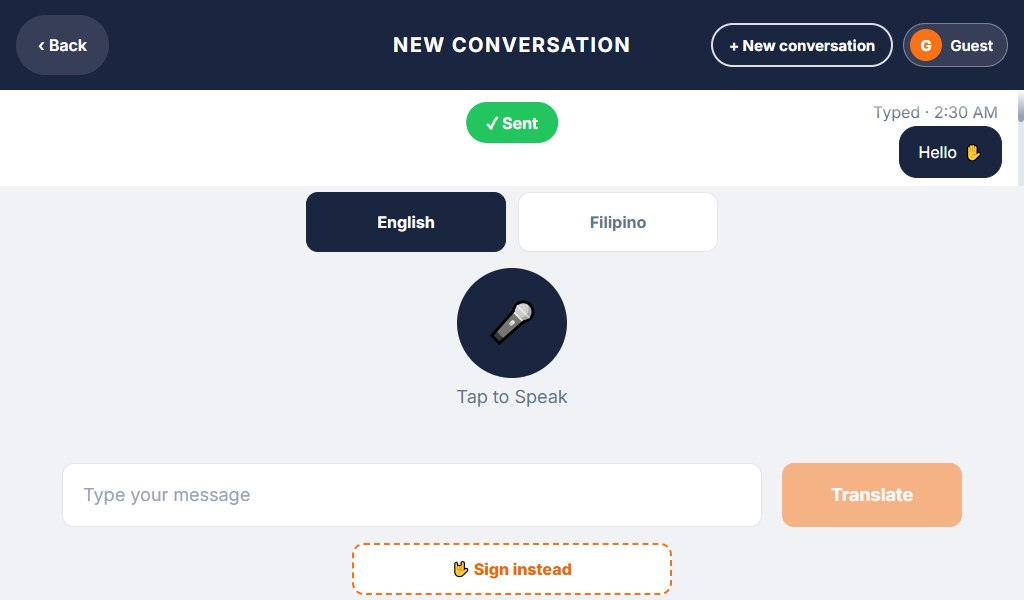 ‹ Back
NEW CONVERSATION
+ New conversation
G
Guest
✓ Sent
Typed · 2:30 AM
Hello 🤚
English
Filipino
Tap to Speak
Type your message
Translate
🤟 Sign instead